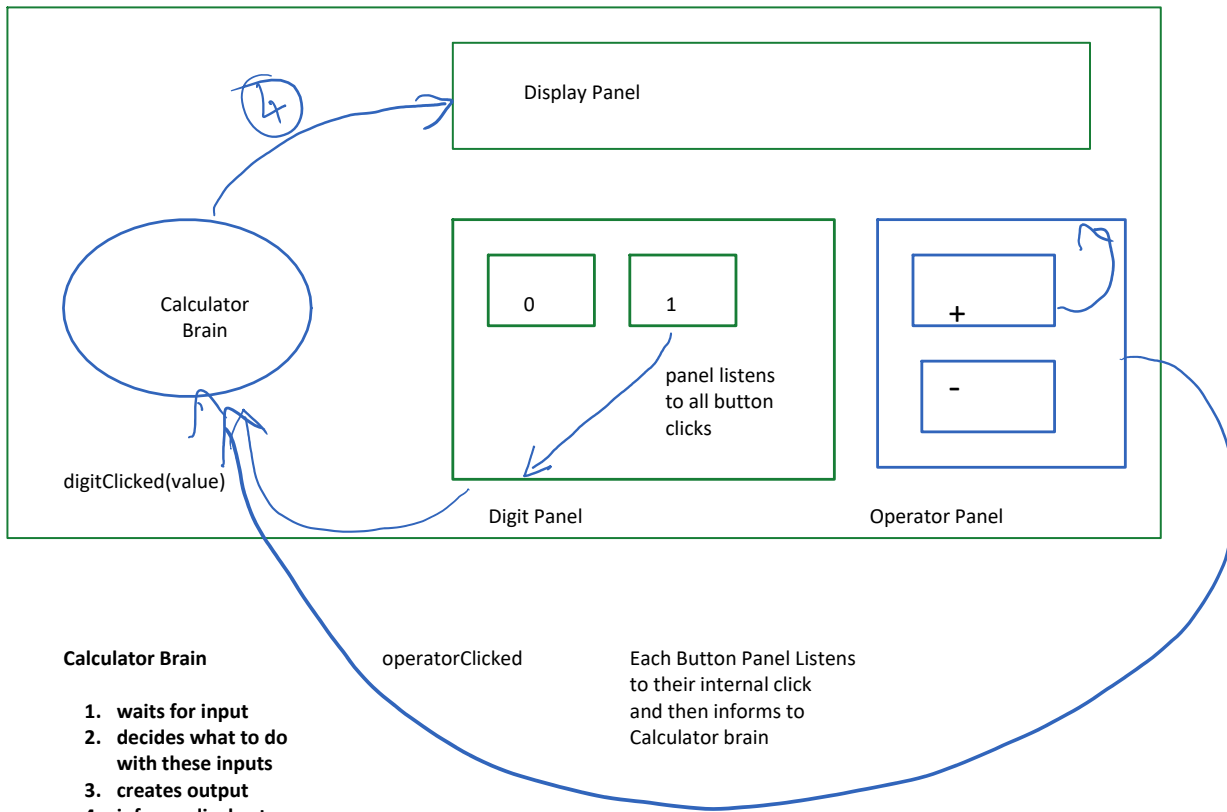 4
Display Panel
Calculator
Brain
0
1
+
-
panel listens
to all button
clicks
digitClicked(value)
Digit Panel
Operator Panel
Calculator Brain
operatorClicked
Each Button Panel Listens
to their internal click
and then informs to
Calculator brain
1. waits for input
2. decides what to do
with these inputs
3. creates output